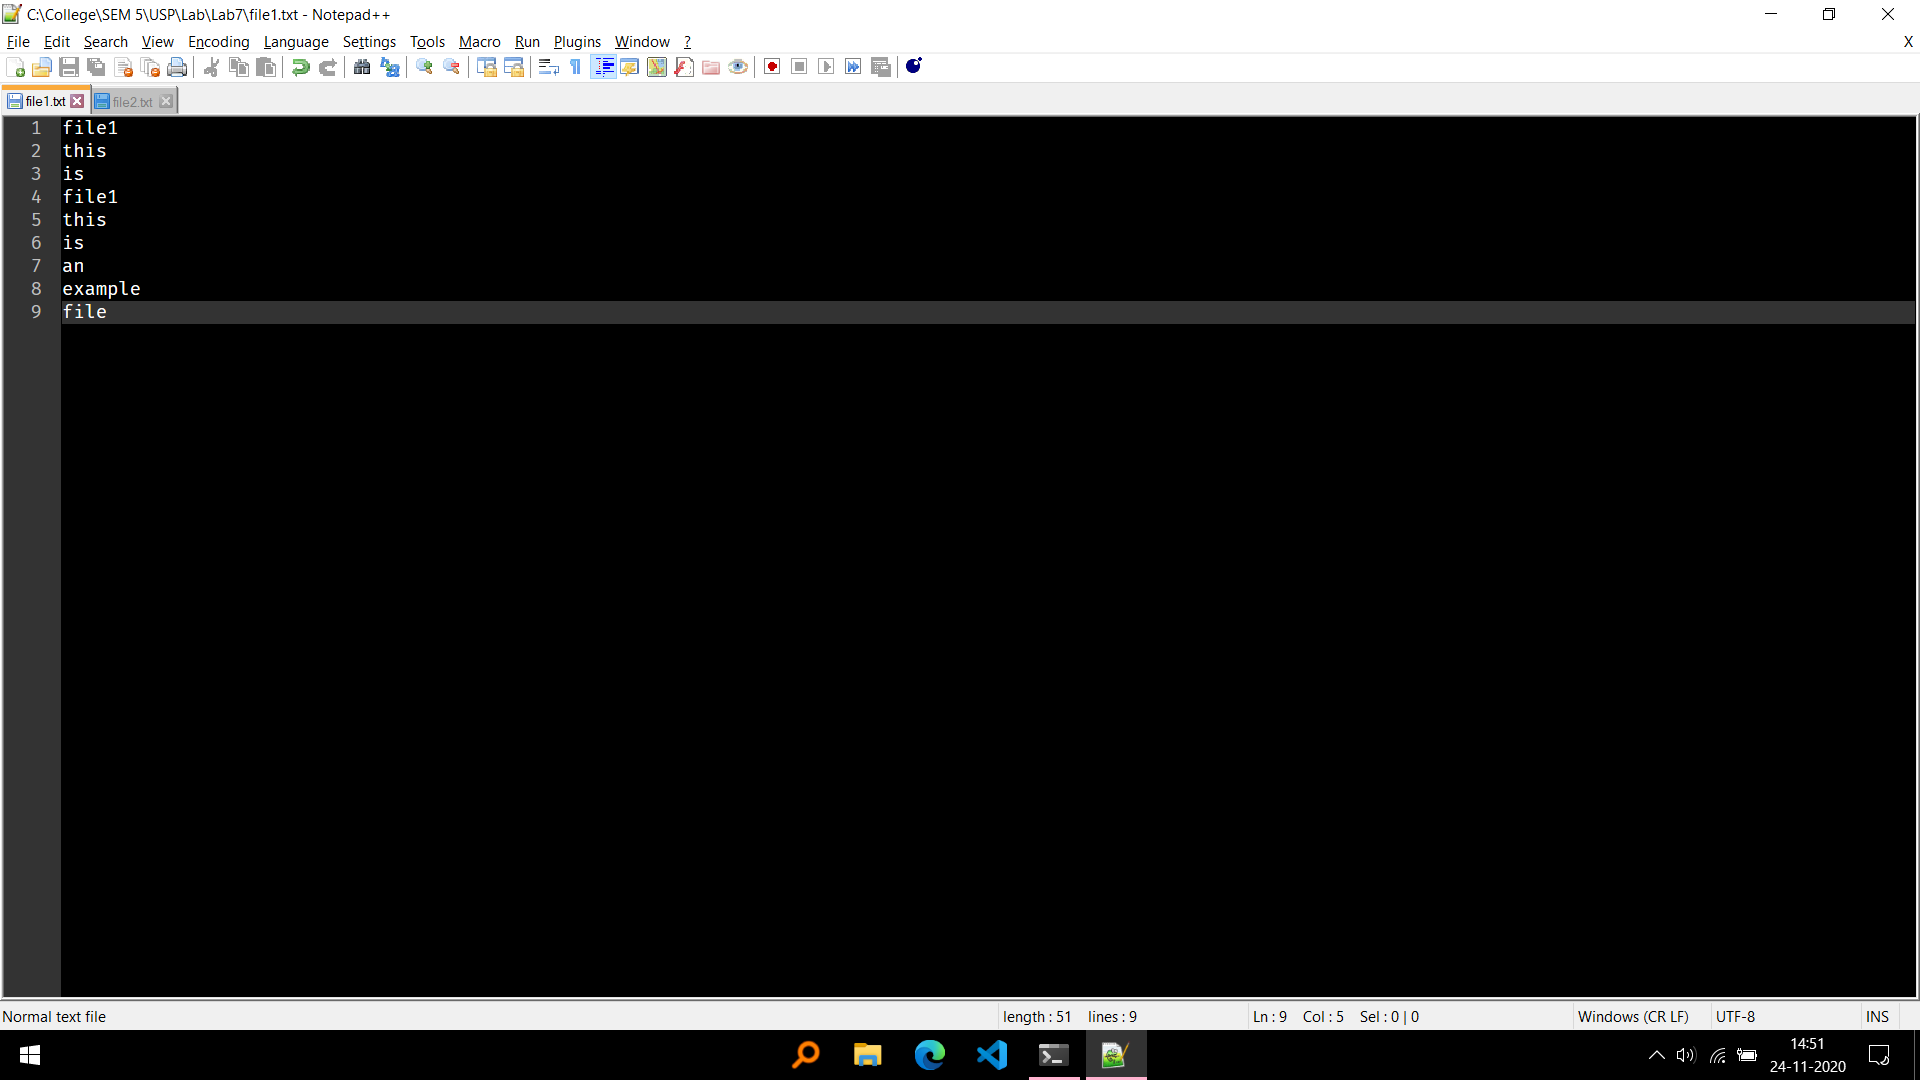 C:\College\SEM 5\USP\Lab\Lab7\file1.txt - Notepad++
File Edit Search View Encoding Language Settings Tools Macro Run Plugins Window ? X
file1.txt file2.txt
1 file1
2 this
3 is
4 file1
5 this
6 is
7 an
8 example
9 file
Normal text file length : 51 lines : 9 Ln : 9 Col : 5 Sel : 0 | 0 Windows (CR LF) UTF-8 INS
14:51
24-11-2020